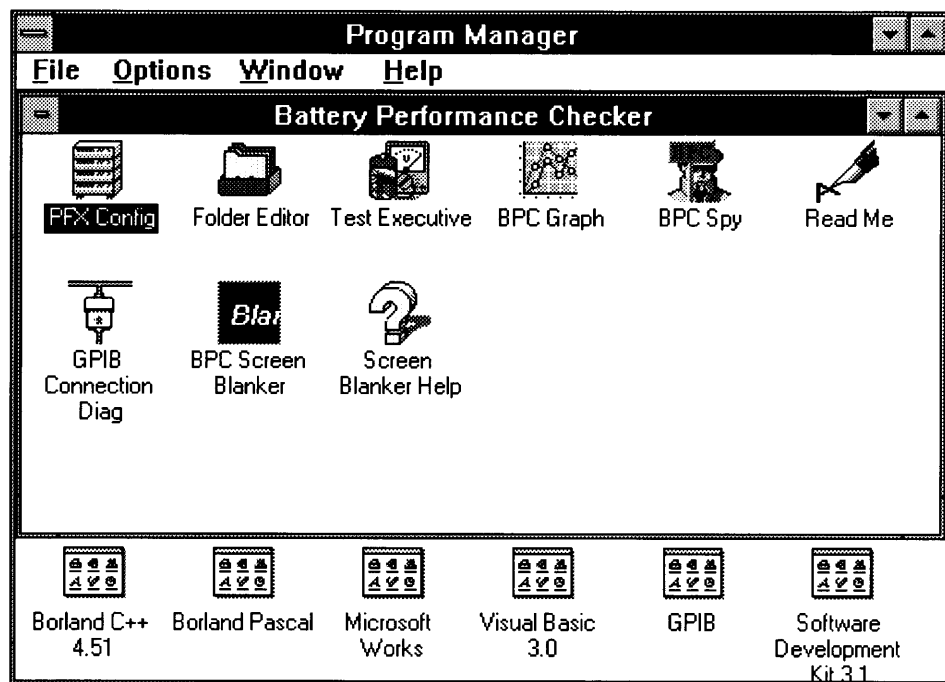 Program Manager
File Options Window Help
Battery Performance Checker
PFX Config Folder Editor Test Executive BPC Graph BPC Spy Read Me
Blan
GPIB BPC Screen Screen
Connection Blanker Blanker Help
Diag
Borland C++ Borland Pascal Microsoft Visual Basic GPIB Software
4.51 Works 3.0 Development
Kit 3.1